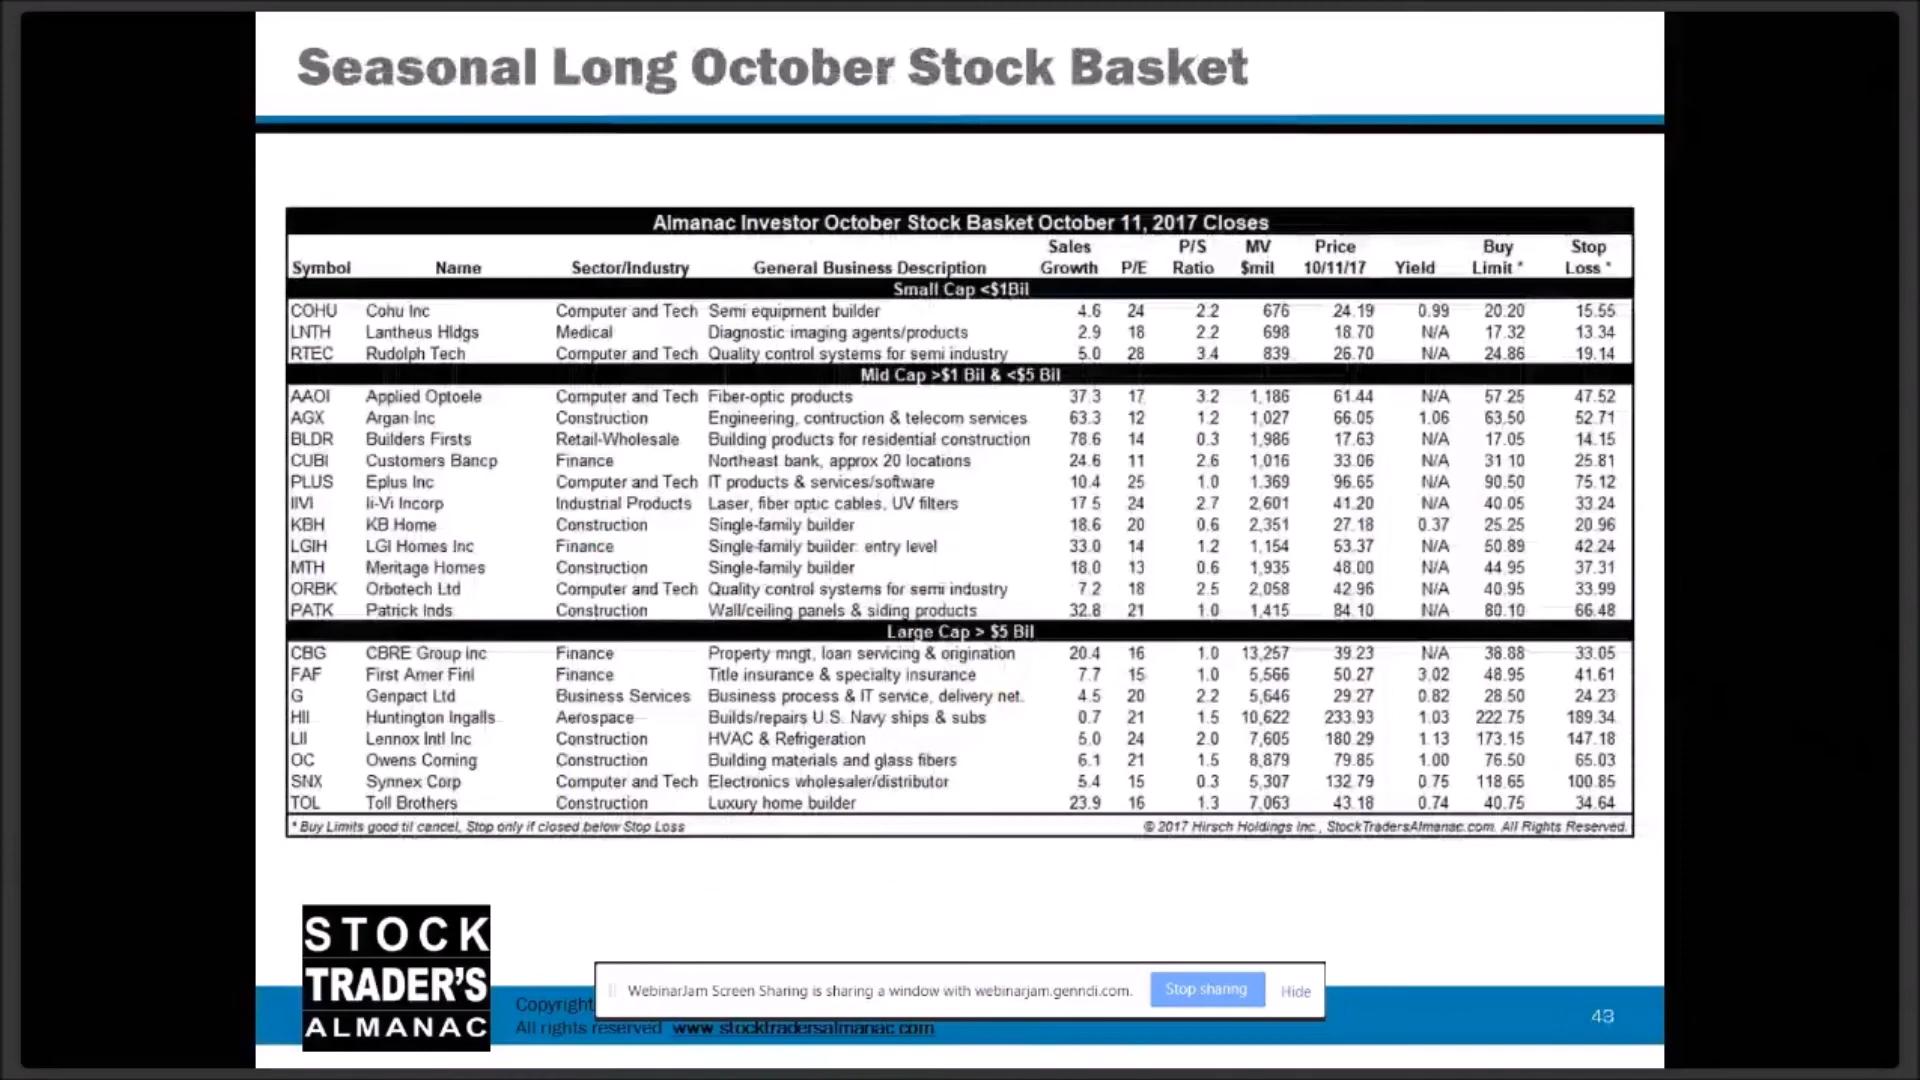 Seasonal Long October Stock Basket
Almanac Investor October Stock Basket October 11, 2017 Closes
Sales P/S MV Price Buy Stop
Symbol Name Sector/Industry General Business Description Growth P/E Ratio $mil 10/11/17 Yield Limit * Loss *
Small Cap <$1Bil
COHU Cohu Inc Computer and Tech Semi equipment builder 4.6 24 2.2 676 24.19 0.99 20.20 15.55
LNTH Lantheus Hldgs Medical Diagnostic imaging agents/products 2.9 18 2.2 698 18.70 N/A 17.32 13.34
RTEC Rudolph Tech Computer and Tech Quality control systems for semi industry 5.0 28 3.4 839 26.70 N/A 24.86 19.14
Mid Cap >$1 Bil & <$5 Bil
AAOI Applied Optoele Computer and Tech Fiber-optic products 37.3 17 3.2 1,186 61.44 N/A 57.25 47.52
AGX Argan Inc Construction Engineering, contruction & telecom services 63.3 12 1.2 1,027 66.05 1.06 63.50 52.71
BLDR Builders Firsts Retail-Wholesale Building products for residential construction 78.6 14 0.3 1,986 17.63 N/A 17.05 14.15
CUBI Customers Bancp Finance Northeast bank, approx 20 locations 24.6 11 2.6 1,016 33.06 N/A 31.10 25.81
PLUS Eplus Inc Computer and Tech IT products & services/software 10.4 25 1.0 1,369 96.65 N/A 90.50 75.12
IIVI Ii-Vi Incorp Industrial Products Laser, fiber optic cables, UV filters 17.5 24 2.7 2,601 41.20 N/A 40.05 33.24
KBH KB Home Construction Single-family builder 18.6 20 0.6 2,351 27.18 0.37 25.25 20.96
LGIH LGI Homes Inc Finance Single-family builder: entry level 33.0 14 1.2 1,154 53.37 N/A 50.89 42.24
MTH Meritage Homes Construction Single-family builder 18.0 13 0.6 1,935 48.00 N/A 44.95 37.31
ORBK Orbotech Ltd Computer and Tech Quality control systems for semi industry 7.2 18 2.5 2,058 42.96 N/A 40.95 33.99
PATK Patrick Inds Construction Wall/ceiling panels & siding products 32.8 21 1.0 1,415 84.10 N/A 80.10 66.48
Large Cap > $5 Bil
CBG CBRE Group Inc Finance Property mngt, loan servicing & origination 20.4 16 1.0 13,257 39.23 N/A 38.88 33.05
FAF First Amer Finl Finance Title insurance & specialty insurance 7.7 15 1.0 5,566 50.27 3.02 48.95 41.61
G Genpact Ltd Business Services Business process & IT service, delivery net. 4.5 20 2.2 5,646 29.27 0.82 28.50 24.23
HII Huntington Ingalls Aerospace Builds/repairs U.S. Navy ships & subs 0.7 21 1.5 10,622 233.93 1.03 222.75 189.34
LII Lennox Intl Inc Construction HVAC & Refrigeration 5.0 24 2.0 7,605 180.29 1.13 173.15 147.18
OC Owens Corning Construction Building materials and glass fibers 6.1 21 1.5 8,879 79.85 1.00 76.50 65.03
SNX Synnex Corp Computer and Tech Electronics wholesaler/distributor 5.4 15 0.3 5,307 132.79 0.75 118.65 100.85
TOL Toll Brothers Construction Luxury home builder 23.9 16 1.3 7,063 43.18 0.74 40.75 34.64
* Buy Limits good til cancel, Stop only if closed below Stop Loss © 2017 Hirsch Holdings Inc., StockTradersAlmanac.com. All Rights Reserved.
STOCK
TRADER'S
ALMANAC
WebinarJam Screen Sharing is sharing a window with webinarjam.genndi.com. Stop sharing Hide
Copyright
All rights reserved www.stocktradersalmanac.com
43